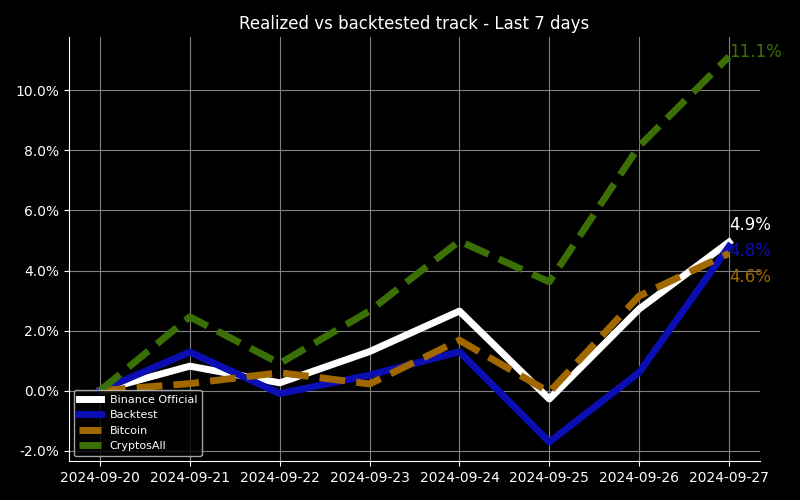 Realized vs backtested track - Last 7 days
11.1%
10.0%
8.0%
6.0%
4.9%
4.8%
4.6%
4.0%
2.0%
0.0%
-2.0%
Binance Official
Backtest
Bitcoin
CryptosAll
2024-09-20 2024-09-21 2024-09-22 2024-09-23 2024-09-24 2024-09-25 2024-09-26 2024-09-27